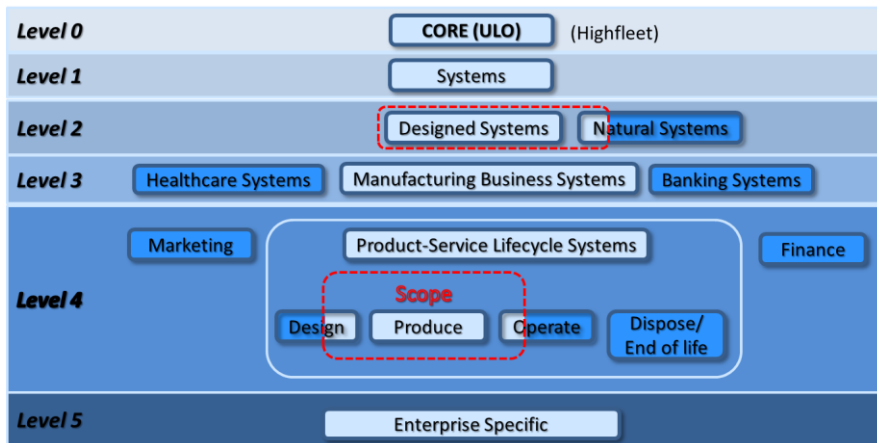 Level 0
CORE (ULO)
(Highfleet)
Level 1
Systems
Level 2
Designed Systems
Natural Systems
Level 3
Healthcare Systems
Manufacturing Business Systems
Banking Systems
Level 4
Marketing
Product-Service Lifecycle Systems
Finance
Scope
Design
Produce
Operate
Dispose/
End of life
Level 5
Enterprise Specific